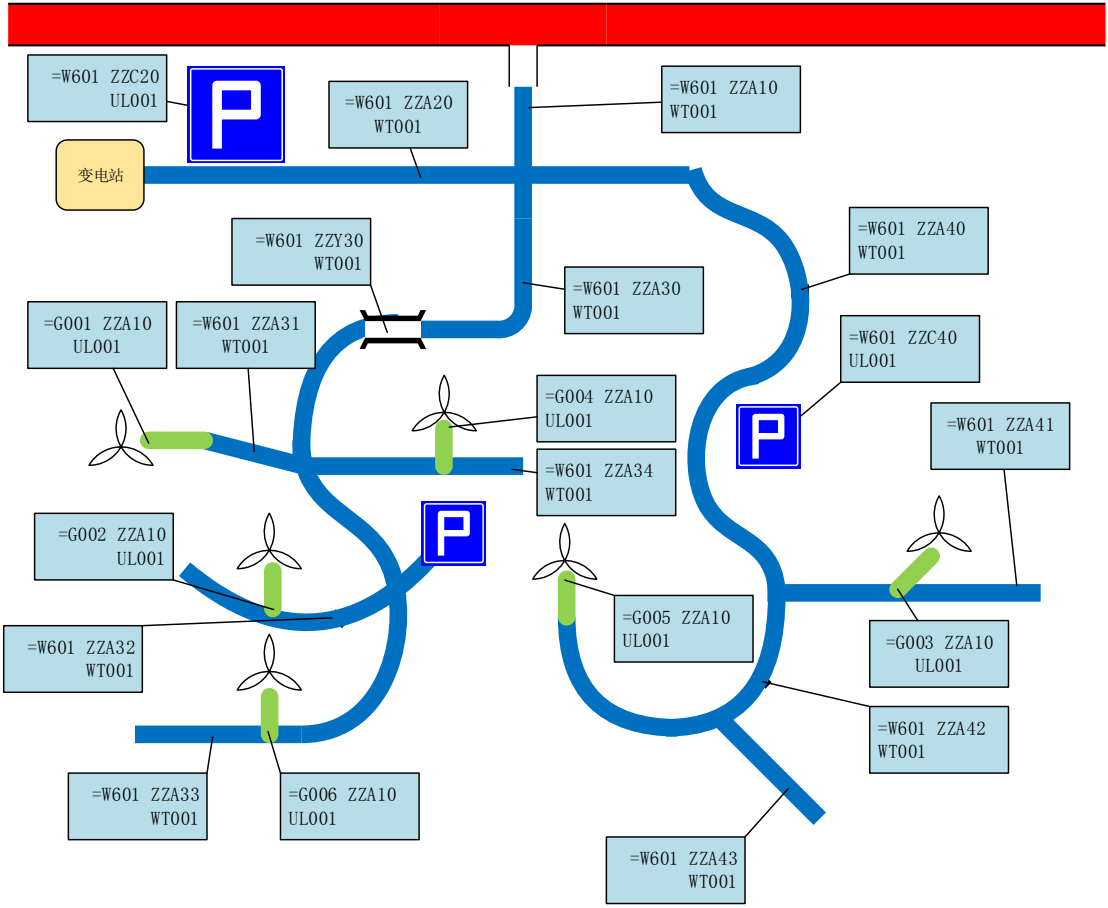 =W601 ZZC20
UL001
P
=W601 ZZA20
WT001
=W601 ZZA10
WT001
变电站
=W601 ZZY30
WT001
=W601 ZZA40
WT001
=W601 ZZA30
WT001
=G001 ZZA10
UL001
=W601 ZZA31
WT001
=W601 ZZC40
UL001
=G004 ZZA10
UL001
P
=W601 ZZA41
WT001
=W601 ZZA34
WT001
P
=G002 ZZA10
UL001
=G005 ZZA10
UL001
=G003 ZZA10
UL001
=W601 ZZA32
WT001
=W601 ZZA42
WT001
=W601 ZZA33
WT001
=G006 ZZA10
UL001
=W601 ZZA43
WT001